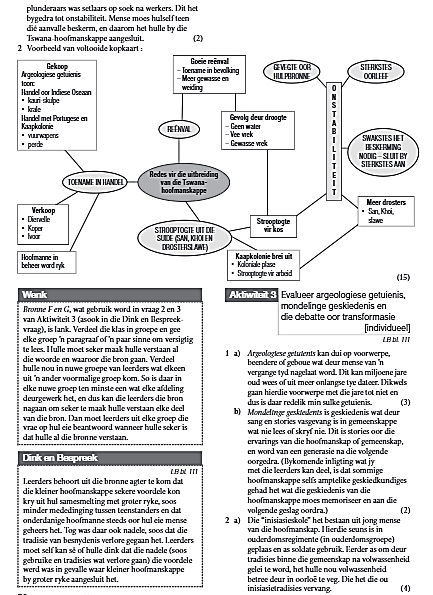 plunderaars was setlaars op soek na werkers. Dit het
bygedra tot onstabiliteit. Mense moes hulself teen
dié aanvalle beskerm, en daarom het hulle by die
Tswana-hoofmanskappe aangesluit. (2)
2 Voorbeeld van voltooide kopkaart :
Gekoop
Argeologiese getuienis
toon:
Handel oor Indiese Oseaan
• kauri-skulpe
• krale
Handel met Portugese en
Kaapkolonie
• vuurwapens
• perde
Goeie reënval
– Toename in bevolking
– Meer gewasse en
weiding
REËNVAL
Gevolg deur droogte
– Geen water
– Vee vrek
– Gewasse vrek
GEVEGTE OOR
HULPBRONNE
STERKSTES
OORLEEF
ONSTABILITEIT
SWAKSTES HET
BESKERMING
NODIG – SLUIT BY
STERKSTES AAN
TOENAME IN HANDEL
Redes vir die uitbreiding
van die Tswana-
hoofmanskappe
Verkoop
• Dierevelle
• Koper
• Ivoor
Hoofmanne in
beheer word ryk
STROOPTOGTE UIT DIE
SUIDE (SAN, KHOI EN
DROSTERSLAWE)
Strooptogte
vir kos
Meer drosters
• San, Khoi,
slawe
Kaapkolonie brei uit
• Koloniale plase
• Strooptogte vir arbeid
(15)
Wenk
Bronne F en G, wat gebruik word in vraag 2 en 3
van Aktiwiteit 3 (asook in die Dink en Bespreek-
vraag), is lank. Verdeel die klas in groepe en gee
elke groep 'n paragraaf of 'n paar sinne om versigtig
te lees. Hulle moet seker maak hulle verstaan al
die woorde en waaroor die bron gaan. Verdeel
hulle nou in nuwe groepe van leerders wat elkeen
uit 'n ander voormalige groep kom. So is daar in
elke nuwe groep ten minste een wat elke afdeling
deurgewerk het, en dus kan die leerders die bron
nagaan om seker te maak hulle verstaan elke deel
van die bron. Dan moet leerders uit elke groep die
vrae op hul eie beantwoord wanneer hulle seker is
dat hulle al die bronne verstaan.
Dink en Bespreek
LB bl. 111
Leerders behoort uit die bronne agter te kom dat
die kleiner hoofmanskappe sekere voordele kon
kry uit hul samesmelting met groter ryke, soos
minder mededinging tussen teenstanders en dat
onderdanige hoofmanne steeds oor hul eie mense
geheers het. Tog was daar ook nadele, soos dat die
tradisie van besnydenis verlore gegaan het. Leerders
moet self kan sê of hulle dink dat die nadele (soos
gebruike en tradisies wat verlore gaan) die voordele
werd was in gevalle waar kleiner hoofmanskappe
by groter ryke aangesluit het.
Aktiwiteit 3 Evalueer argeologiese getuienis,
mondelinge geskiedenis en
die debatte oor transformasie
[individueel]
LB bl. 111
1 a) Argeologiese getuienis kan dui op voorwerpe,
beendere of geboue wat deur mense van 'n
vergange tyd nagelaat word. Dit kan miljoene jare
oud wees of uit meer onlangse tye dateer. Dikwels
gaan hierdie voorwerpe met die jare tot niet en
dus is daar redelik min sulke getuienis. (3)
b) Mondelinge geskiedenis is geskiedenis wat deur
sang en stories vasgevang is in gemeenskappe
wat nie lees of skryf nie. Dit is stories oor die
ervarings van die hoofmanskap of gemeenskap,
en word van een generasie na die volgende
oorgedra. (Bykomende inligting wat jy
met die leerders kan deel, is dat sommige
hoofmanskappe selfs amptelike geskiedkundiges
gehad het wat die geskiedenis van die
hoofmanskappe moes memoriseer en aan die
volgende geslag oordra.) (2)
2 a) Die "inisiasieskole" het bestaan uit jong mense
van die hoofmanskap. Hierdie seuns is in
ouderdomsregimente (in ouderdomsgroepe)
geplaas en as soldate gebruik. Eerder as om deur
tradisies binne die gemeenskap na volwassenheid
gelei te word, het hulle nou volwassenheid
betree deur in oorloë te veg. Die het die ou
inisiasietradisies vervang. (4)